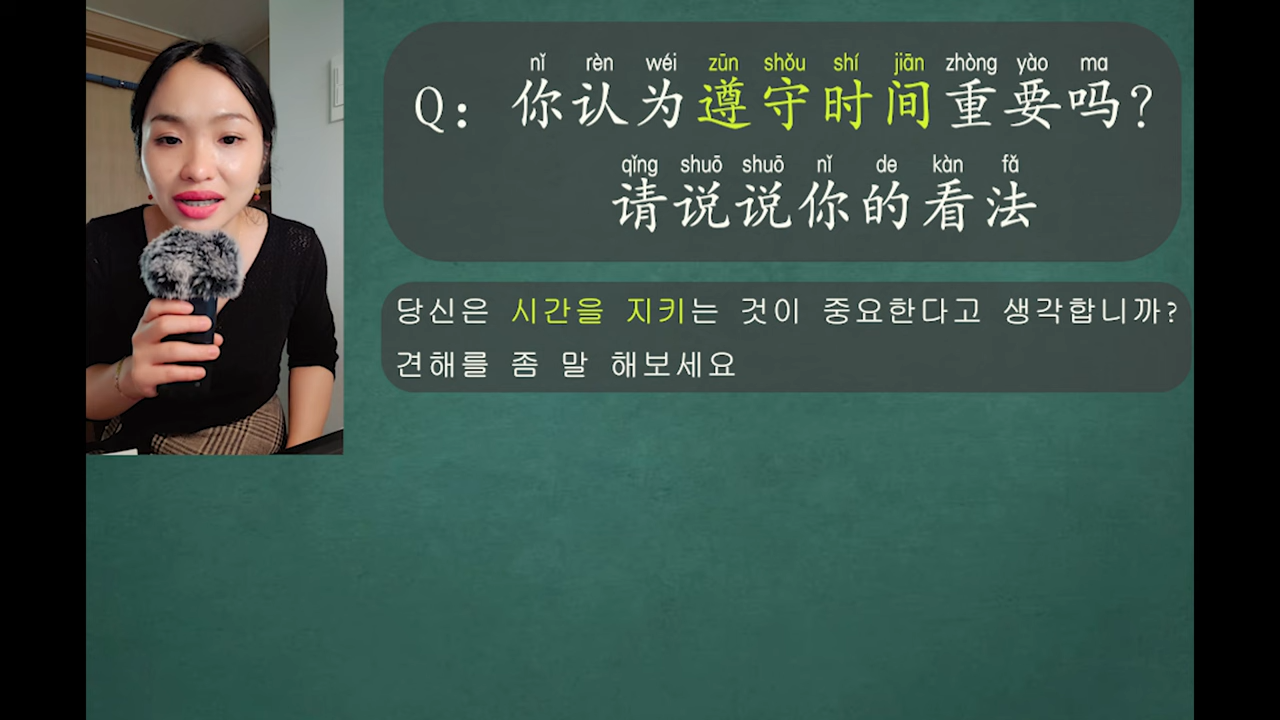 nǐ rèn wéi zūn shǒu shí jiān zhòng yào ma
Q：你认为遵守时间重要吗？
qǐng shuō shuō nǐ de kàn fǎ
请说说你的看法
당신은 시간을 지키는 것이 중요한다고 생각합니까?
견해를 좀 말 해보세요